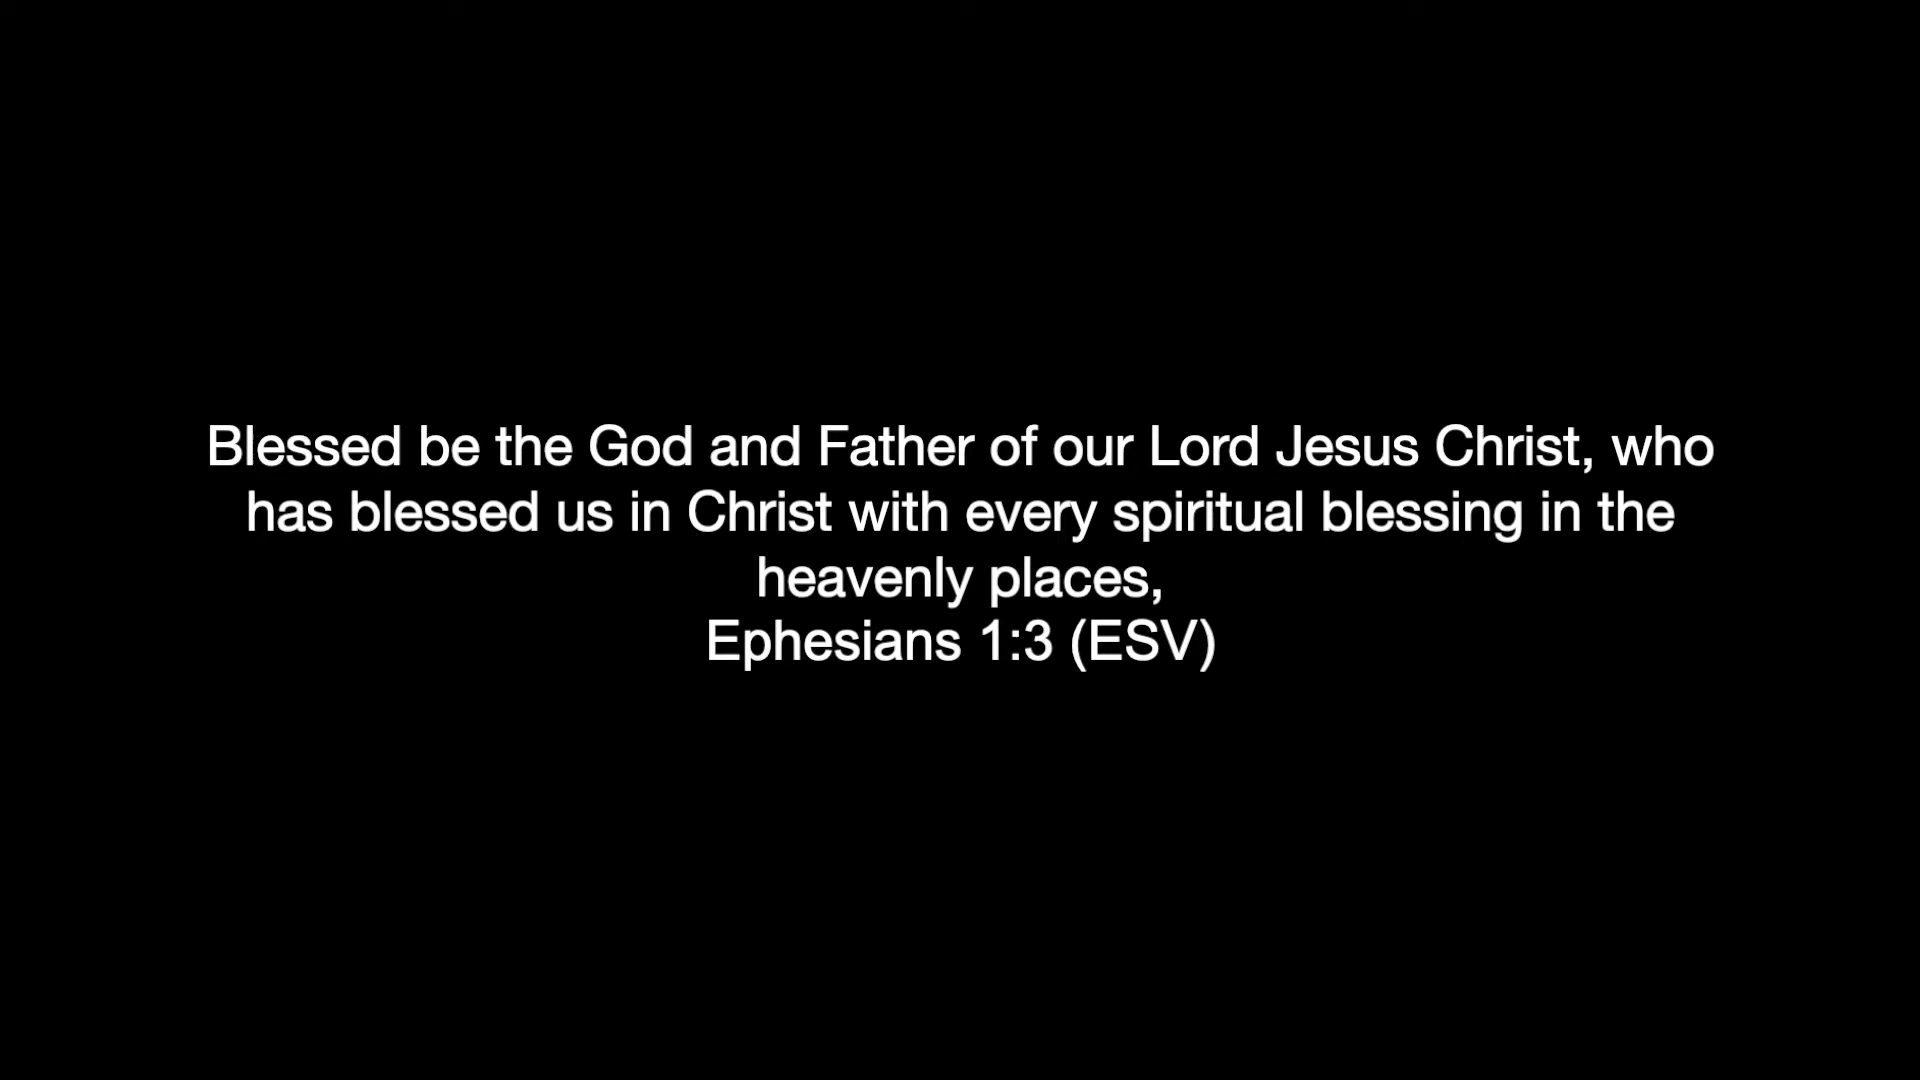 Blessed be the God and Father of our Lord Jesus Christ, who
has blessed us in Christ with every spiritual blessing in the
heavenly places,
Ephesians 1:3 (ESV)